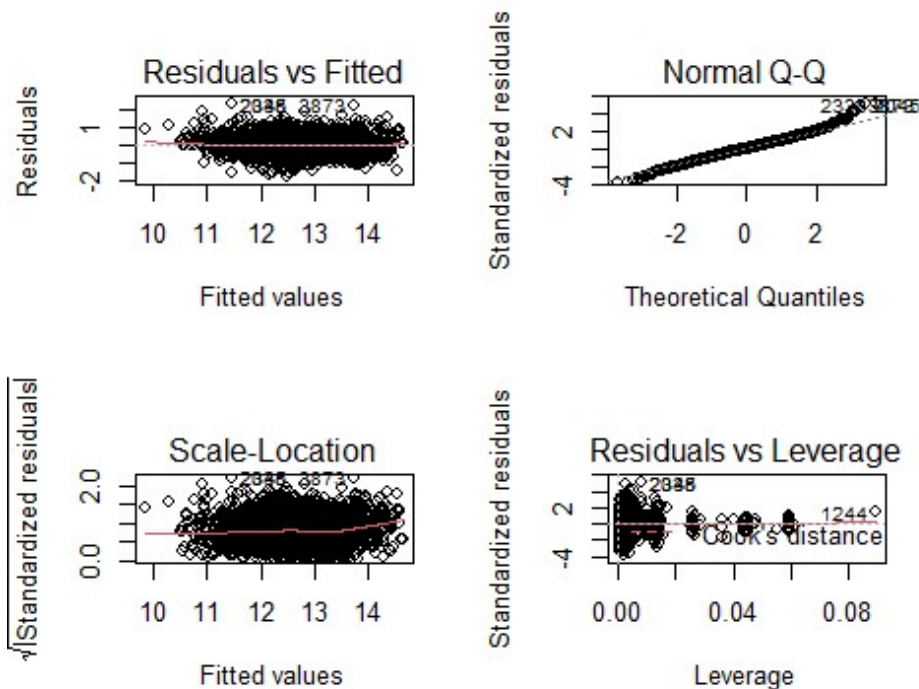 Residuals vs Fitted
Residuals
1
-2
10 11 12 13 14
Fitted values
Normal Q-Q
Standardized residuals
2
-4
-2 0 2
Theoretical Quantiles
Scale-Location
√|Standardized residuals|
2.0
0.0
10 11 12 13 14
Fitted values
Residuals vs Leverage
Standardized residuals
2
-4
1244
Cook's distance
0.00 0.04 0.08
Leverage